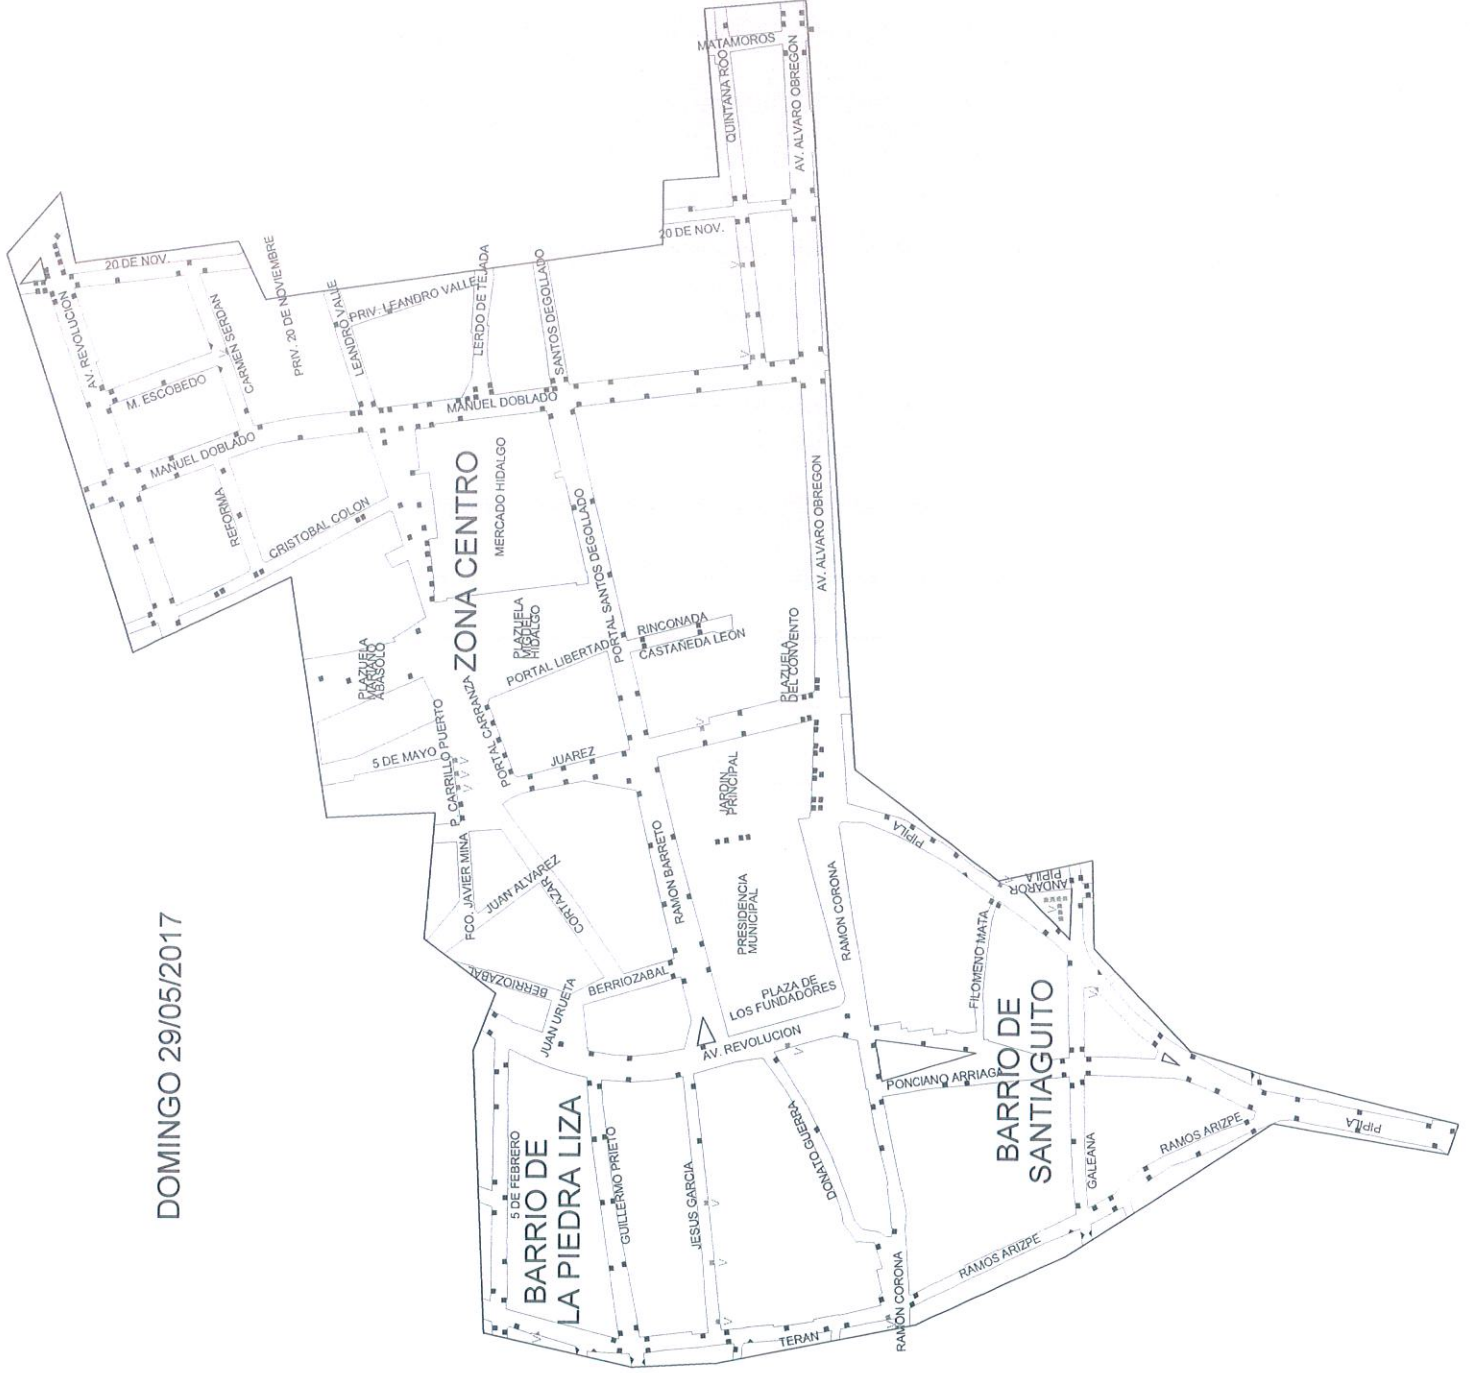 DOMINGO 29/05/2017
MATAMOROS
QUINTANA ROO
AV. ALVARO OBREGON
20 DE NOV.
20 DE NOV.
AV. REVOLUCION
CARMEN SERDAN
PRIV. 20 DE NOVIEMBRE
LEANDRO VALLE
PRIV. LEANDRO VALLE
LERDO DE TEJADA
SANTOS DEGOLLADO
M. ESCOBEDO
MANUEL DOBLADO
MANUEL DOBLADO
REFORMA
CRISTOBAL COLON
ZONA CENTRO
MERCADO HIDALGO
PORTAL SANTOS DEGOLLADO
AV. ALVARO OBREGON
PLAZUELA
MARIANO
ABASOLO
PLAZUELA
MIGUEL
HIDALGO
PORTAL LIBERTAD
RINCONADA
CASTAÑEDA LEON
PLAZUELA
DEL CONVENTO
5 DE MAYO
P. CARRILLO PUERTO
PORTAL CARRANZA
JUAREZ
JARDIN
PRINCIPAL
FCO. JAVIER MINA
JUAN ALVAREZ
CORTAZAR
RAMON BARRETO
PRESIDENCIA
MUNICIPAL
RAMON CORONA
PIPILA
ANDAROR
PIPILA
FILOMENO MATA
BERRIOZABAL
BERRIOZABAL
JUAN URUETA
PLAZA DE
LOS FUNDADORES
AV. REVOLUCION
PONCIANO ARRIAGA
BARRIO DE
SANTIAGUITO
5 DE FEBRERO
BARRIO DE
LA PIEDRA LIZA
GUILLERMO PRIETO
JESUS GARCIA
DONATO GUERRA
GALEANA
RAMOS ARIZPE
PIPILA
RAMOS ARIZPE
RAMON CORONA
TERAN